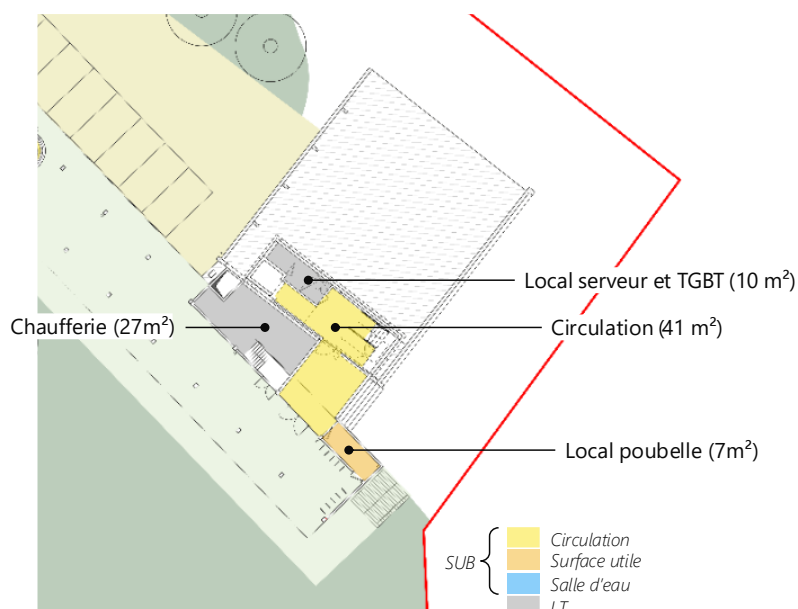 Local serveur et TGBT (10 m²)
Chaufferie (27m²)
Circulation (41 m²)
Local poubelle (7m²)
SUB
Circulation
Surface utile
Salle d'eau
LT